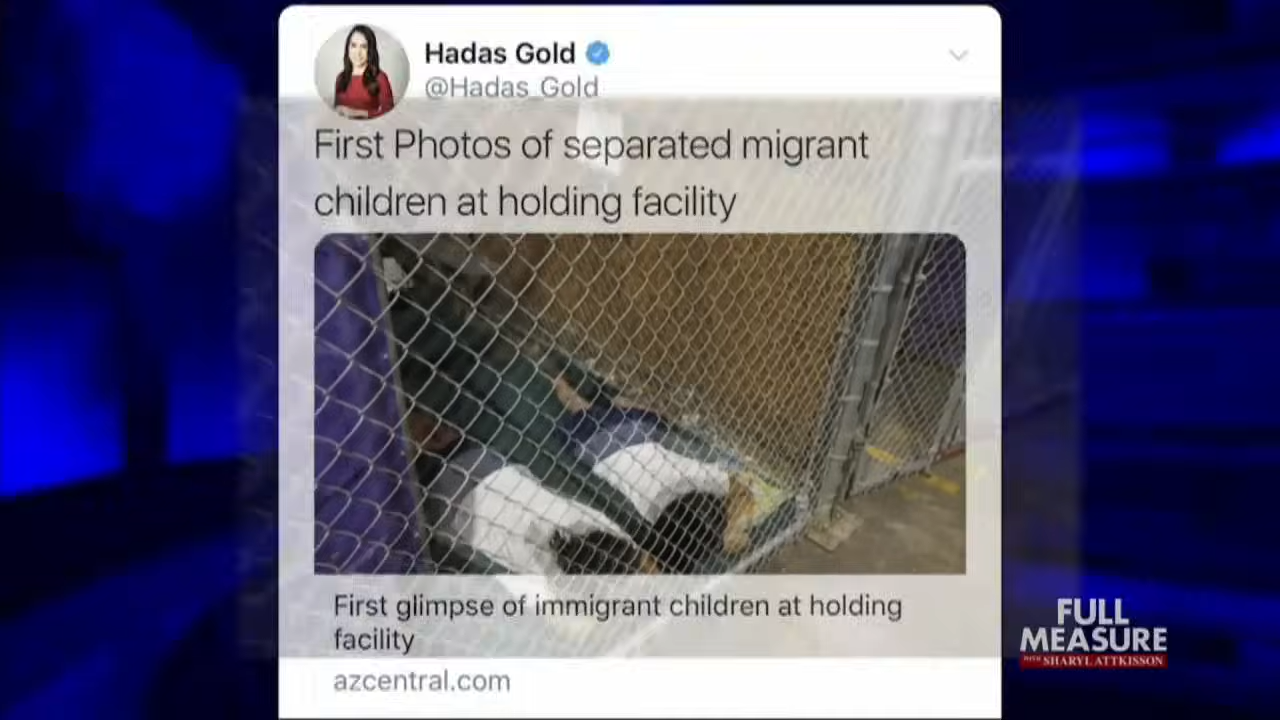 Hadas Gold
@Hadas_Gold
First Photos of separated migrant
children at holding facility
First glimpse of immigrant children at holding
facility
azcentral.com
FULL
MEASURE
WITH SHARYL ATTKISSON